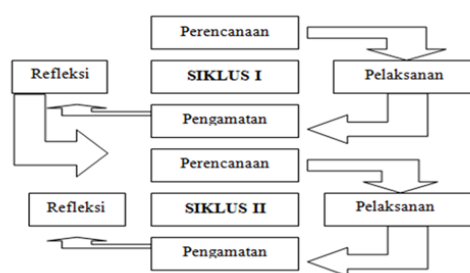 Perencanaan
Refleksi
SIKLUS I
Pelaksanan
Pengamatan
Perencanaan
Refleksi
SIKLUS II
Pelaksanan
Pengamatan